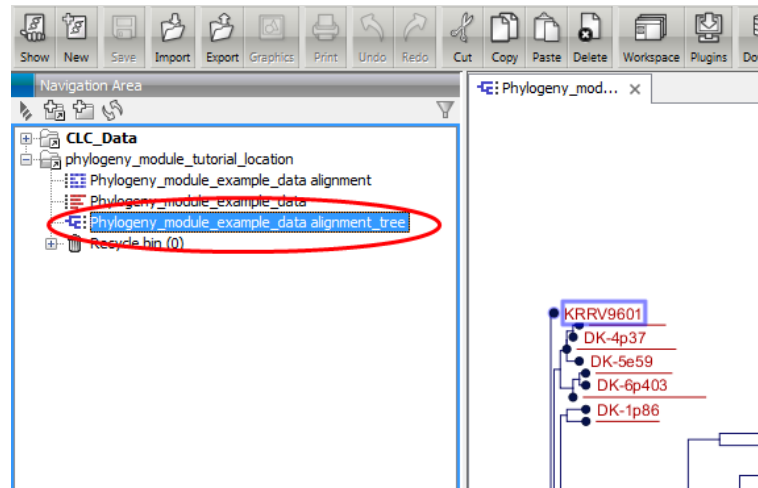 Show New Save Import Export Graphics Print Undo Redo Cut Copy Paste Delete Workspace Plugins
Navigation Area
Phylogeny_mod...
CLC_Data
phylogeny_module_tutorial_location
Phylogeny_module_example_data alignment
Phylogeny_module_example_data
Phylogeny_module_example_data alignment_tree
Recycle bin (0)
KRRV9601
DK-4p37
DK-5e59
DK-6p403
DK-1p86